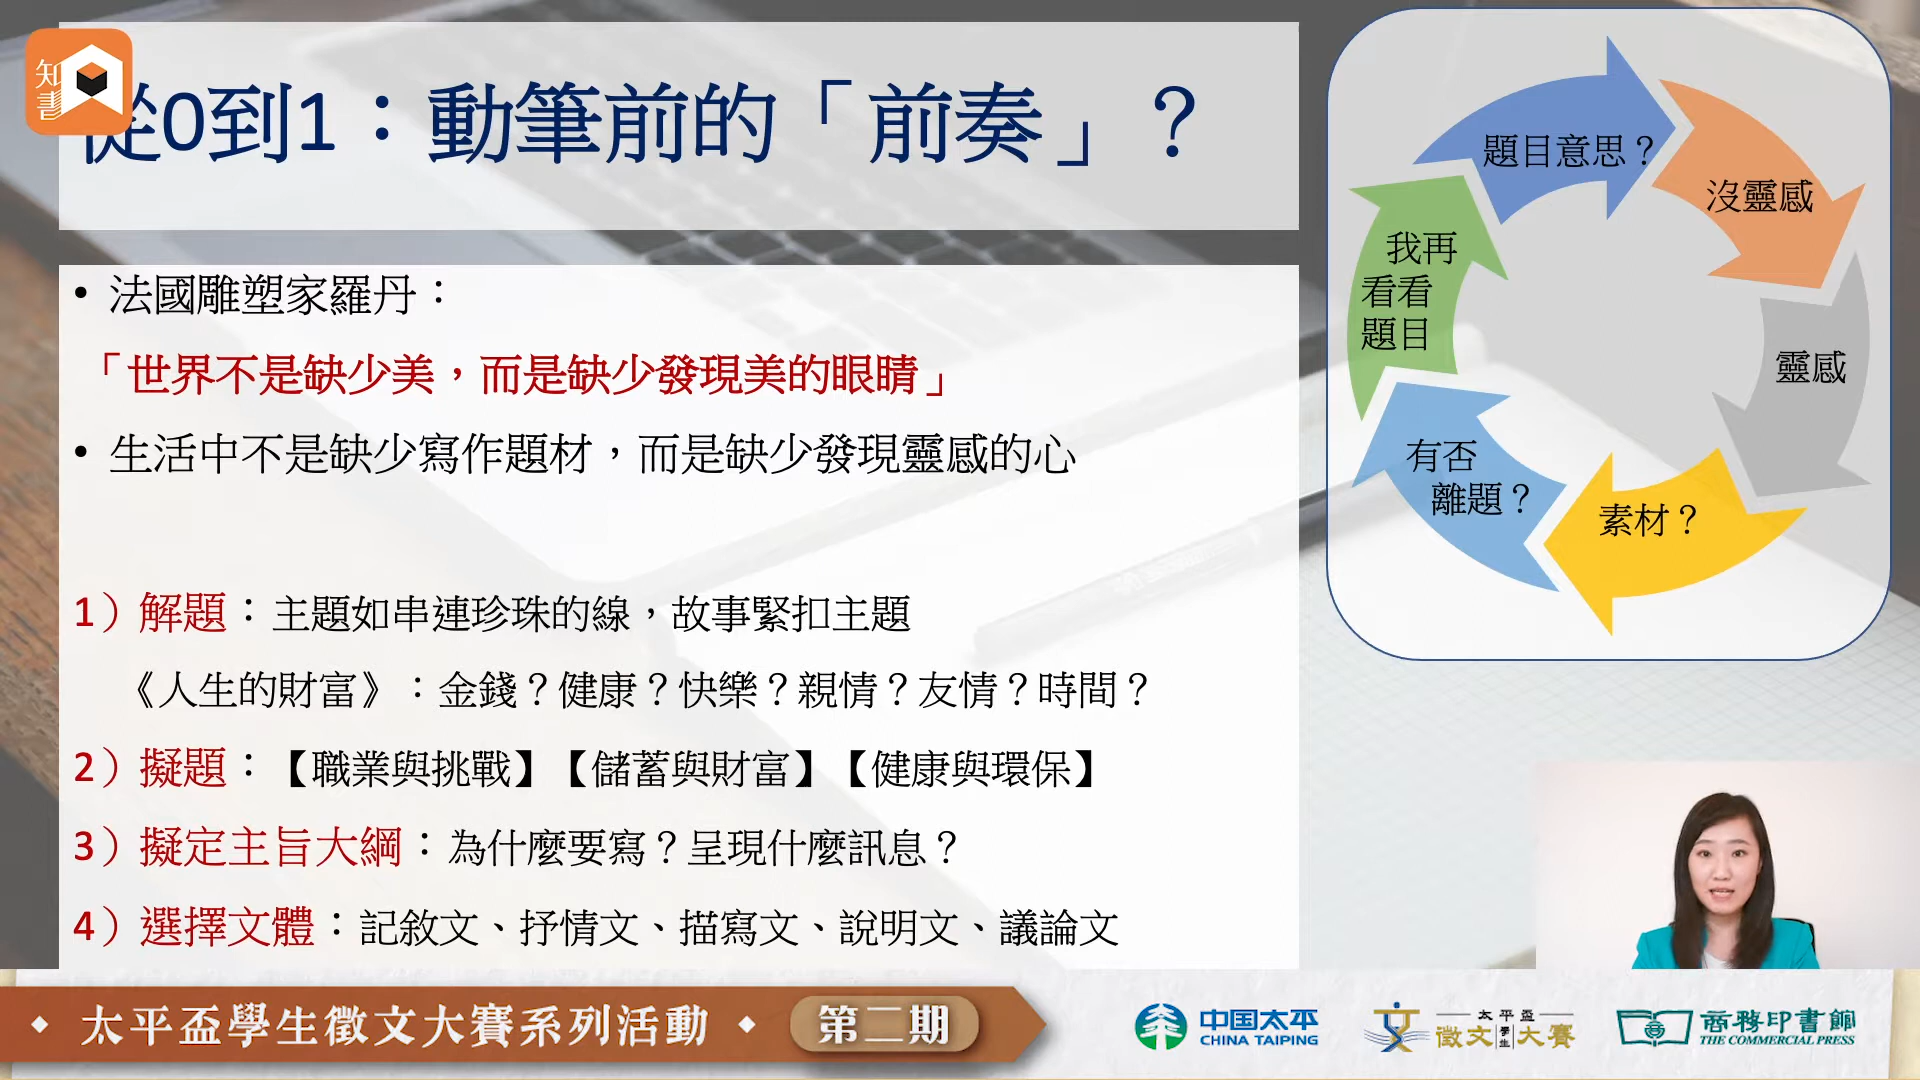 知書
從0到1：動筆前的「前奏」？
• 法國雕塑家羅丹：
「世界不是缺少美，而是缺少發現美的眼睛」
• 生活中不是缺少寫作題材，而是缺少發現靈感的心
1）解題：主題如串連珍珠的線，故事緊扣主題
《人生的財富》：金錢？健康？快樂？親情？友情？時間？
2）擬題：【職業與挑戰】【儲蓄與財富】【健康與環保】
3）擬定主旨大綱：為什麼要寫？呈現什麼訊息？
4）選擇文體：記敘文、抒情文、描寫文、說明文、議論文
題目意思？
沒靈感
靈感
素材？
有否
離題？
我再
看看
題目
太平盃學生徵文大賽系列活動
第二期
中国太平
CHINA TAIPING
太平盃
徵文學生大賽
商務印書館
THE COMMERCIAL PRESS